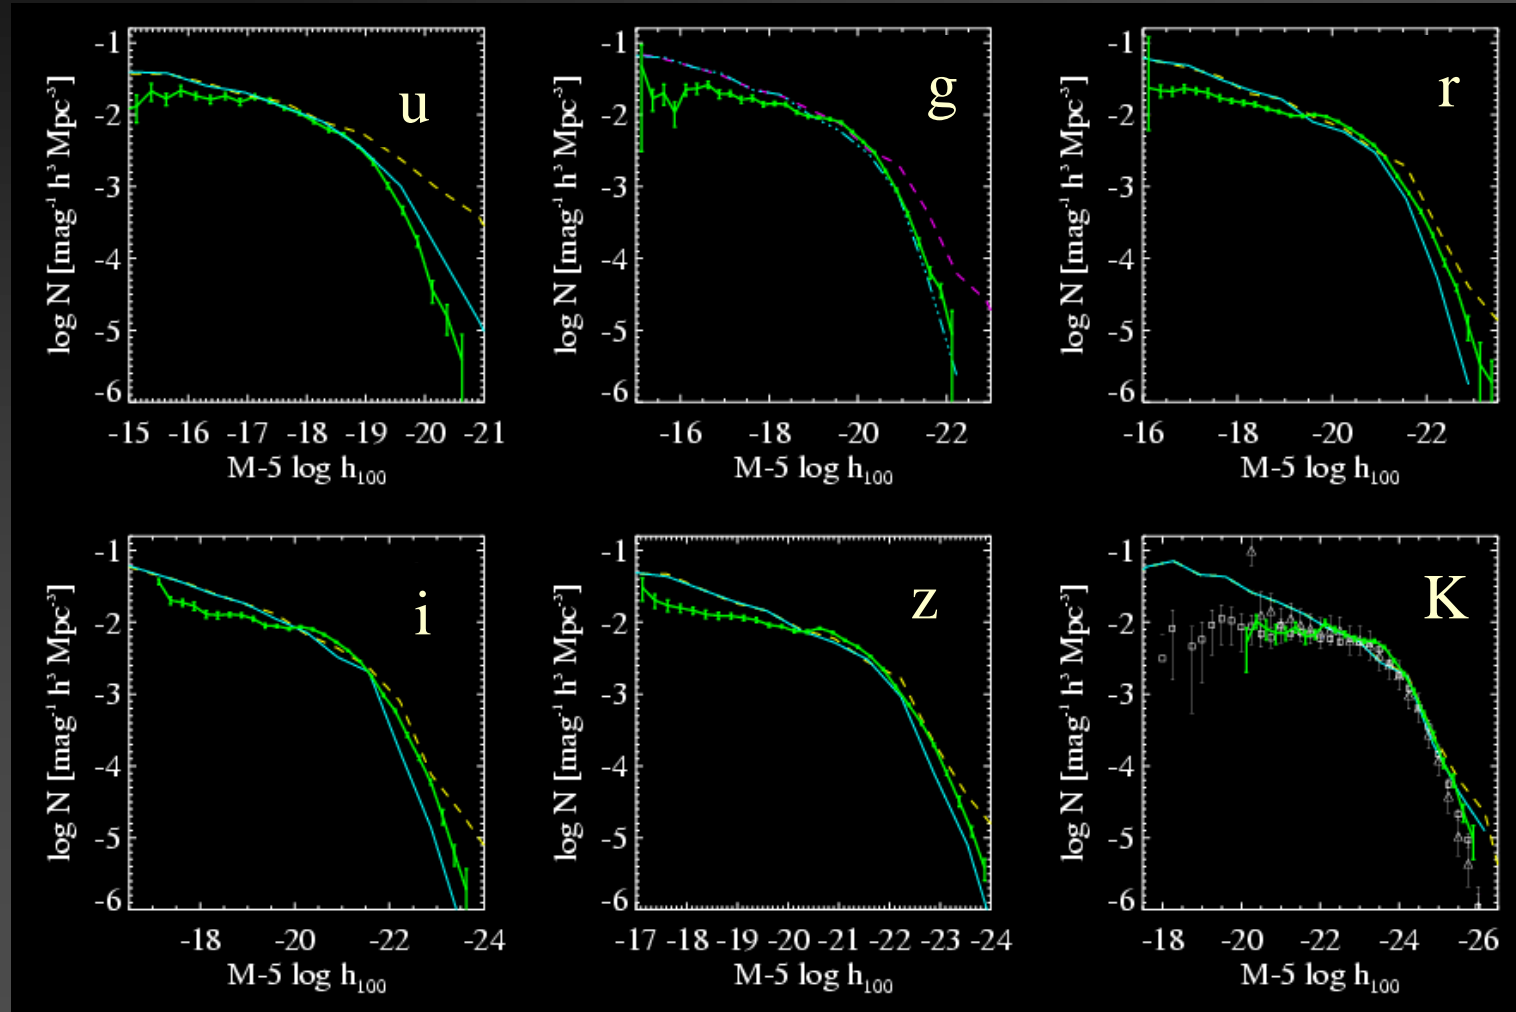 u
-1
-2
-3
-4
-5
-6
log N [mag⁻¹ h³ Mpc⁻³]
-15 -16 -17 -18 -19 -20 -21
M-5 log h₁₀₀
g
-1
-2
-3
-4
-5
-6
log N [mag⁻¹ h³ Mpc⁻³]
-16 -18 -20 -22
M-5 log h₁₀₀
r
-1
-2
-3
-4
-5
-6
log N [mag⁻¹ h³ Mpc⁻³]
-16 -18 -20 -22
M-5 log h₁₀₀
i
-1
-2
-3
-4
-5
-6
log N [mag⁻¹ h³ Mpc⁻³]
-18 -20 -22 -24
M-5 log h₁₀₀
z
-1
-2
-3
-4
-5
-6
log N [mag⁻¹ h³ Mpc⁻³]
-17 -18 -19 -20 -21 -22 -23 -24
M-5 log h₁₀₀
K
-1
-2
-3
-4
-5
-6
log N [mag⁻¹ h³ Mpc⁻³]
-18 -20 -22 -24 -26
M-5 log h₁₀₀